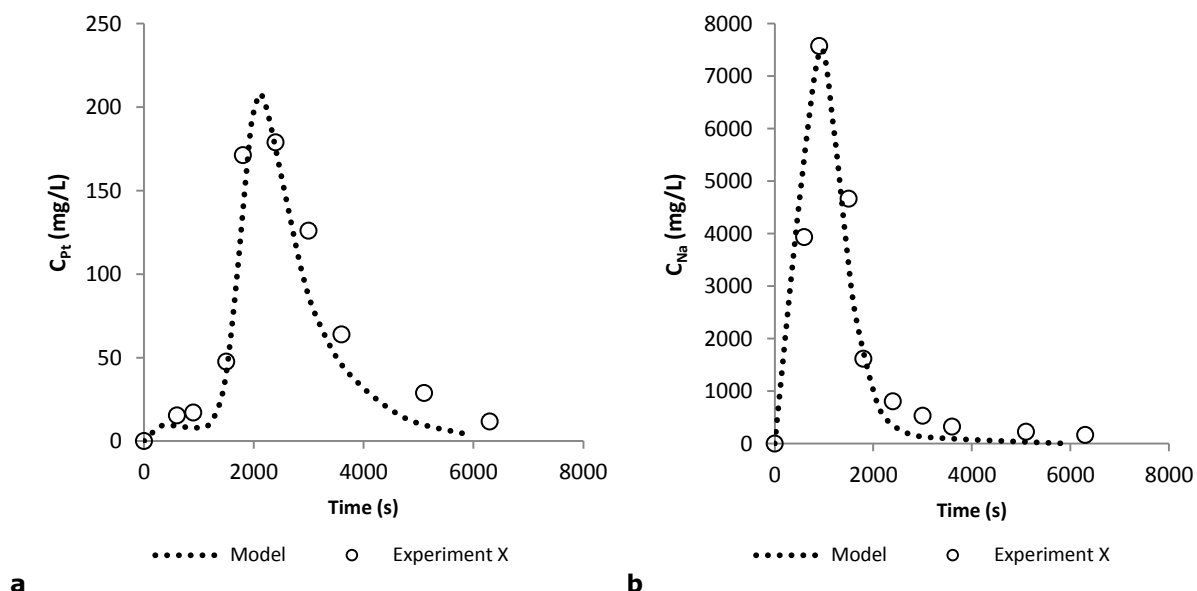 250
200
150
100
50
0
C_Pt (mg/L)
0 2000 4000 6000 8000
Time (s)
Model Experiment X
a
8000
7000
6000
5000
4000
3000
2000
1000
0
C_Na (mg/L)
0 2000 4000 6000 8000
Time (s)
Model Experiment X
b